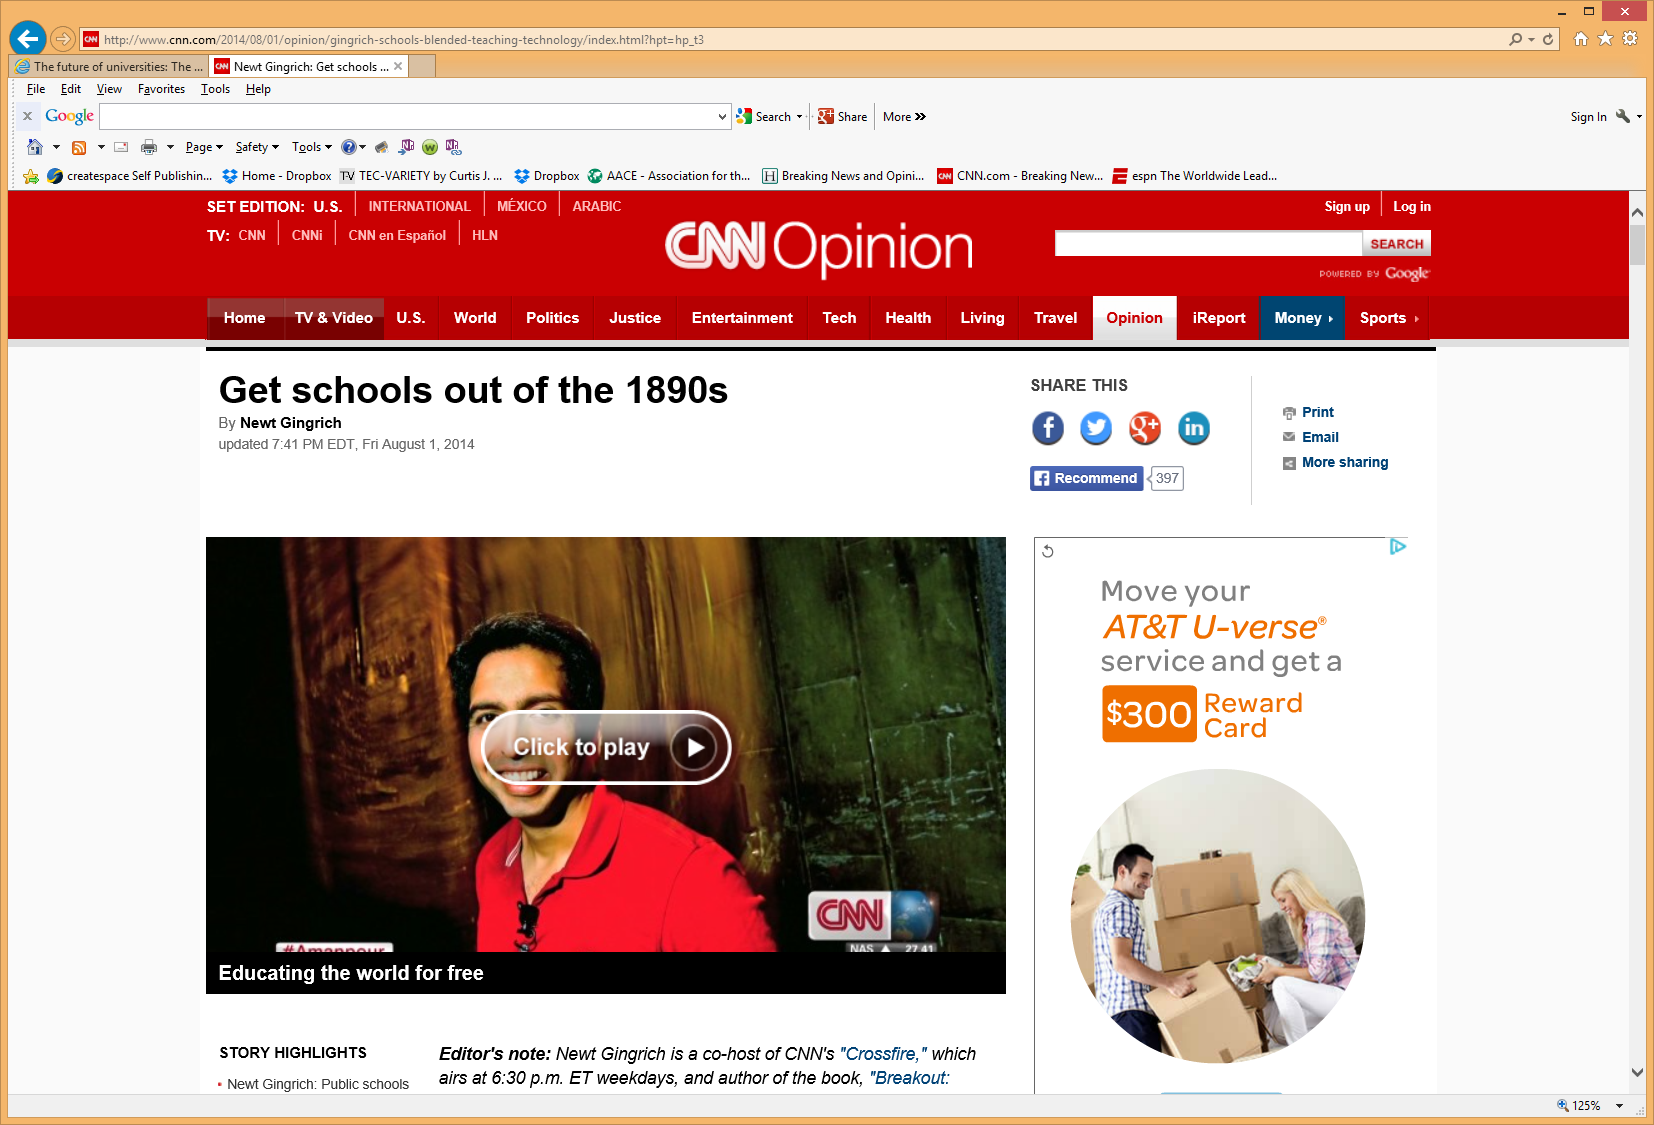 http://www.cnn.com/2014/08/01/opinion/gingrich-schools-blended-teaching-technology/index.html?hpt=hp_t3
The future of universities: The ...
CNN Newt Gingrich: Get schools ...
File Edit View Favorites Tools Help
X Google Search Share More Sign In
Page Safety Tools
createspace Self Publishin... Home - Dropbox TV TEC-VARIETY by Curtis J. ... Dropbox AACE - Association for th... H Breaking News and Opini... CNN CNN.com - Breaking New... espn The Worldwide Lead...
SET EDITION: U.S. INTERNATIONAL MÉXICO ARABIC
Sign up Log in
TV: CNN CNNi CNN en Español HLN
CNN Opinion
SEARCH
POWERED BY Google
Home TV & Video U.S. World Politics Justice Entertainment Tech Health Living Travel Opinion iReport Money Sports
Get schools out of the 1890s
By Newt Gingrich
updated 7:41 PM EDT, Fri August 1, 2014
SHARE THIS
f g+ in
Recommend 397
Print
Email
More sharing
Click to play
CNN
#Amanpour
NAS ▲ 27.41
Educating the world for free
Move your
AT&T U-verse®
service and get a
$300 Reward
Card
STORY HIGHLIGHTS
Newt Gingrich: Public schools
Editor's note: Newt Gingrich is a co-host of CNN's "Crossfire," which
airs at 6:30 p.m. ET weekdays, and author of the book, "Breakout:
125%